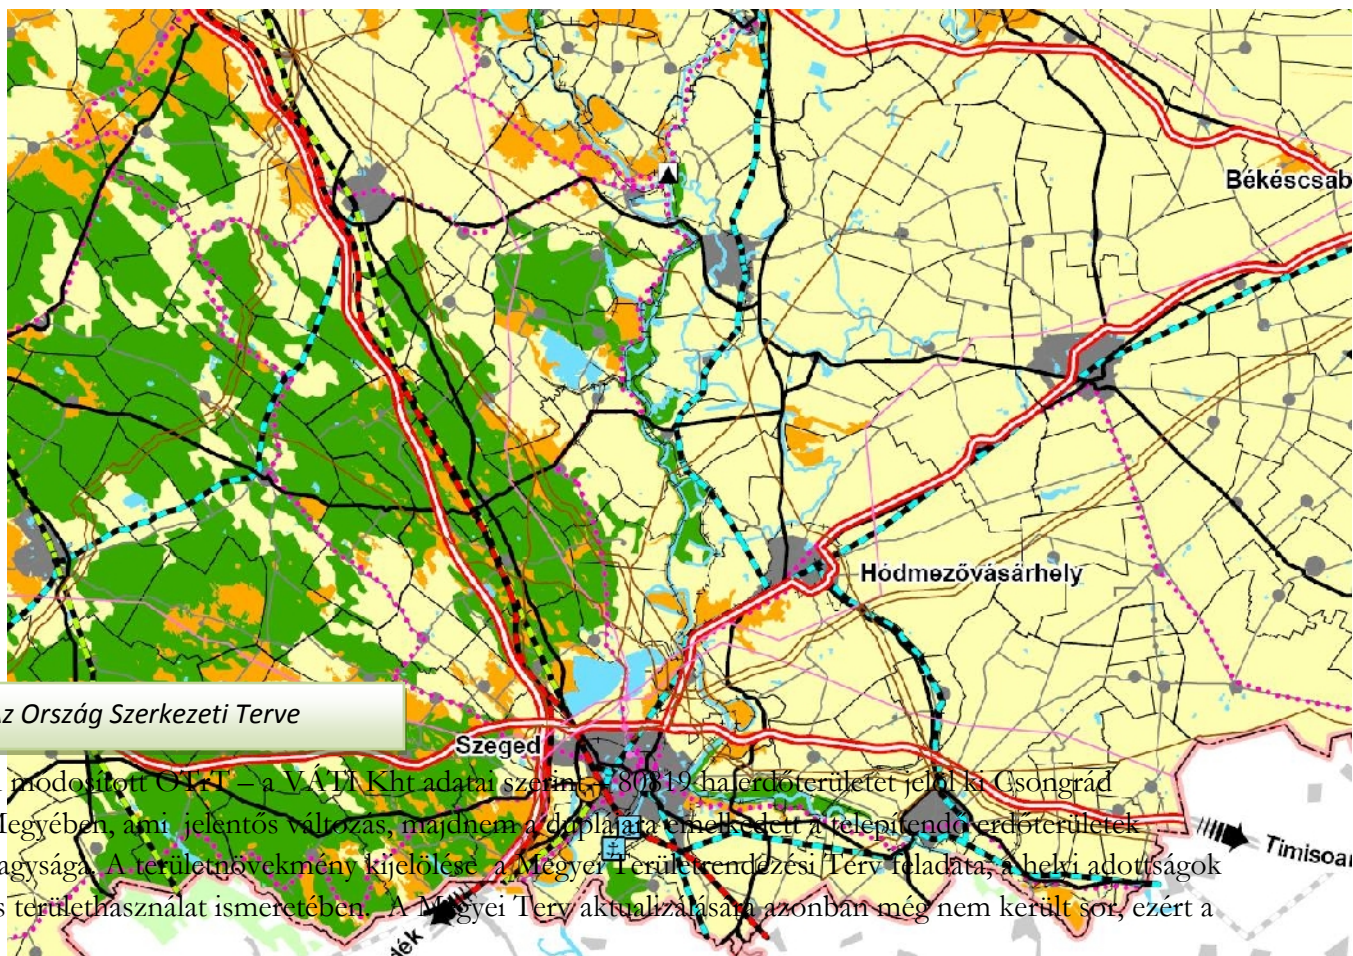 Békéscsab
Hódmezővásárhely
z Ország Szerkezeti Terve
Szeged
módosított OTrT – a VÁTI Kht adatai szerint – 80819 ha erdőterületet jelöl ki Csongrád
Megyében, ami jelentős változás, majdnem a duplájára emelkedett a telepítendő erdőterületek
agysága. A területnövekmény kijelölése a Megyei Területrendezési Terv feladata, a helyi adottságok
s területhasználat ismeretében. A Megyei Terv aktualizálására azonban még nem került sor, ezért a
Timisoar
dék